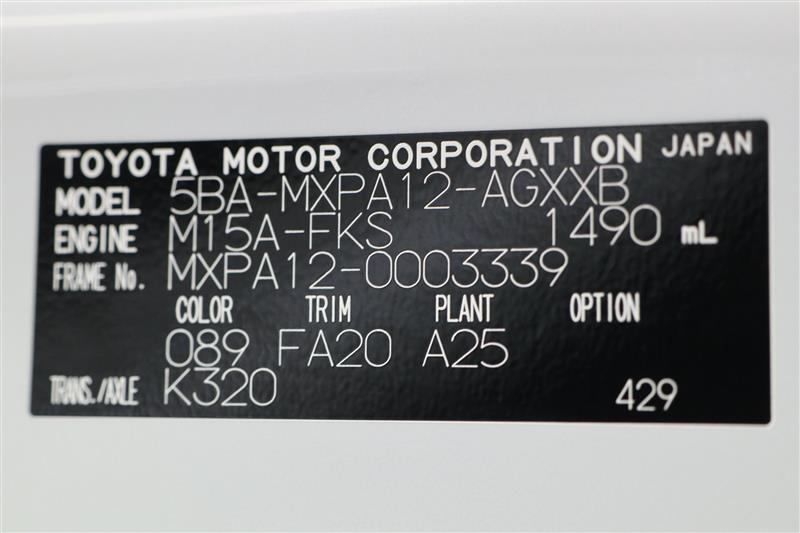 TOYOTA MOTOR CORPORATION JAPAN
MODEL 5BA-MXPA12-AGXXB
ENGINE M15A-FKS 1490 mL
FRAME No. MXPA12-0003339
COLOR TRIM PLANT OPTION
089 FA20 A25
TRANS./AXLE K320 429